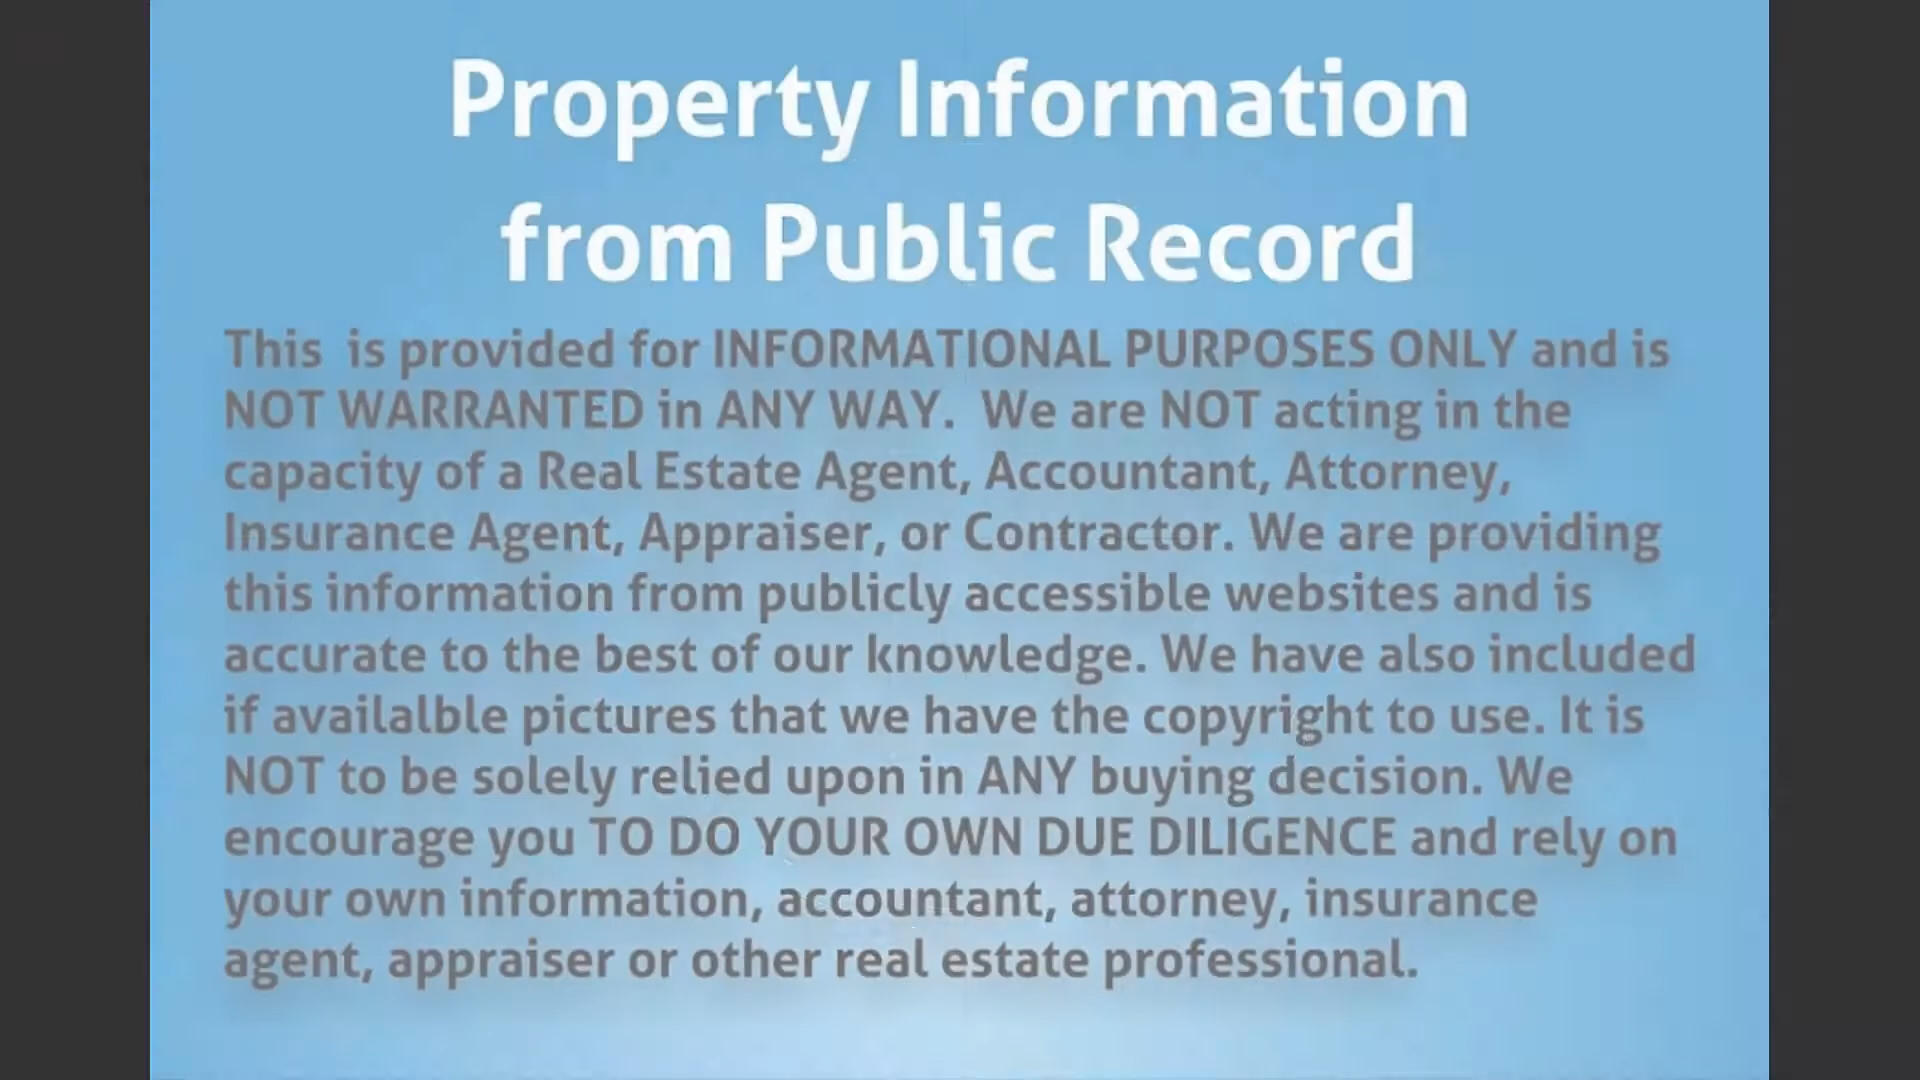 Property Information
from Public Record
This is provided for INFORMATIONAL PURPOSES ONLY and is
NOT WARRANTED in ANY WAY. We are NOT acting in the
capacity of a Real Estate Agent, Accountant, Attorney,
Insurance Agent, Appraiser, or Contractor. We are providing
this information from publicly accessible websites and is
accurate to the best of our knowledge. We have also included
if availalble pictures that we have the copyright to use. It is
NOT to be solely relied upon in ANY buying decision. We
encourage you TO DO YOUR OWN DUE DILIGENCE and rely on
your own information, accountant, attorney, insurance
agent, appraiser or other real estate professional.